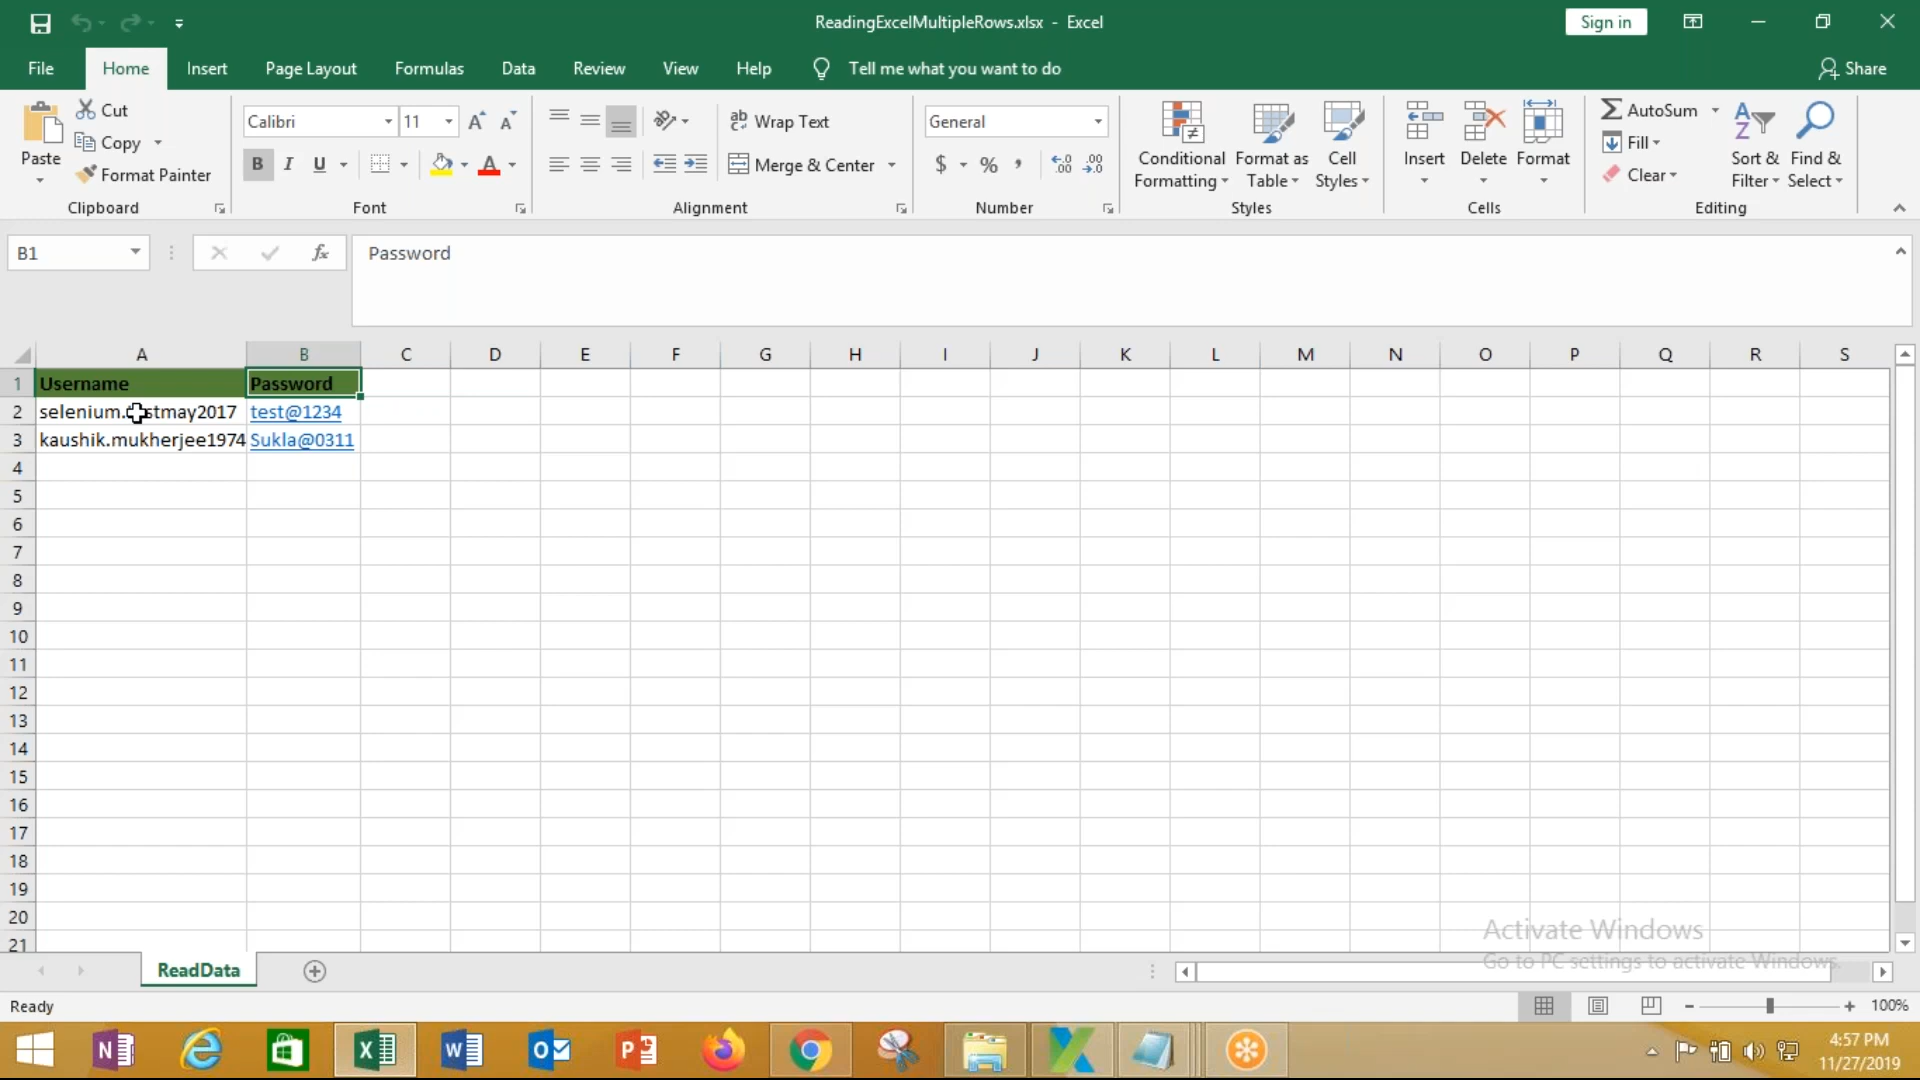 ReadingExcelMultipleRows.xlsx - Excel
Sign in
File Home Insert Page Layout Formulas Data Review View Help Tell me what you want to do Share
Paste
Cut
Copy
Format Painter
Clipboard
Calibri 11
B I U
Font
Wrap Text
Merge & Center
Alignment
General
$ % ,
Number
Conditional Formatting
Format as Table
Cell Styles
Styles
Insert
Delete
Format
Cells
AutoSum
Fill
Clear
Sort & Filter
Find & Select
Editing
B1 fx Password
A B C D E F G H I J K L M N O P Q R S
1 Username Password
2 test@1234
3 kaushik.mukherjee1974 Sukla@0311
4
5
6
7
8
9
10
11
12
13
14
15
16
17
18
19
20
21
Activate Windows
Go to PC settings to activate Windows.
ReadData
Ready
100%
4:57 PM
11/27/2019